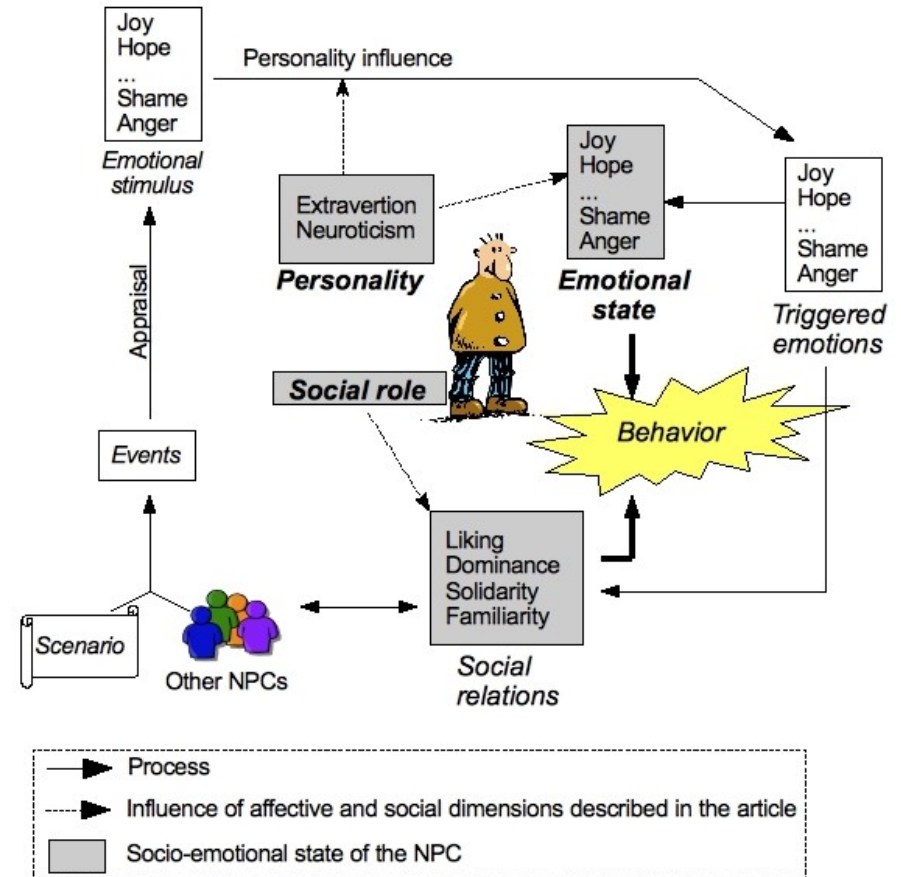 Joy
Hope
...
Shame
Anger
Emotional
stimulus
Personality influence
Extravertion
Neuroticism
Personality
Joy
Hope
...
Shame
Anger
Emotional
state
Joy
Hope
...
Shame
Anger
Triggered
emotions
Appraisal
Social role
Behavior
Events
Liking
Dominance
Solidarity
Familiarity
Social
relations
Scenario
Other NPCs
Process
Influence of affective and social dimensions described in the article
Socio-emotional state of the NPC